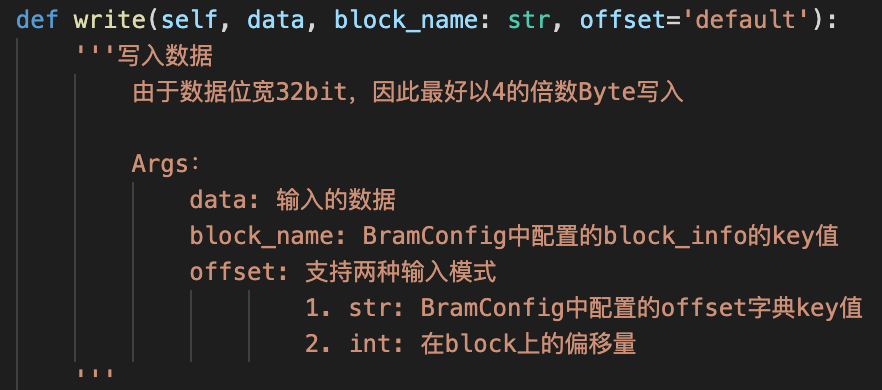 def write(self, data, block_name: str, offset='default'):
'''写入数据
由于数据位宽32bit，因此最好以4的倍数Byte写入
Args：
data: 输入的数据
block_name: BramConfig中配置的block_info的key值
offset: 支持两种输入模式
1. str: BramConfig中配置的offset字典key值
2. int: 在block上的偏移量
'''